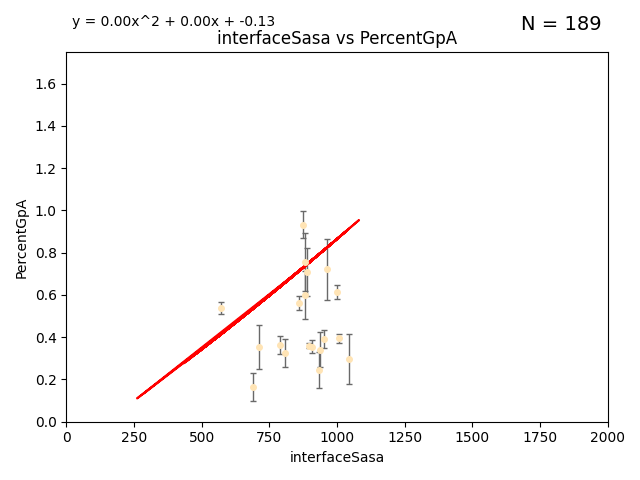 y = 0.00x^2 + 0.00x + -0.13
N = 189
interfaceSasa vs PercentGpA
1.6
1.4
1.2
1.0
0.8
0.6
0.4
0.2
0.0
PercentGpA
0 250 500 750 1000 1250 1500 1750 2000
interfaceSasa